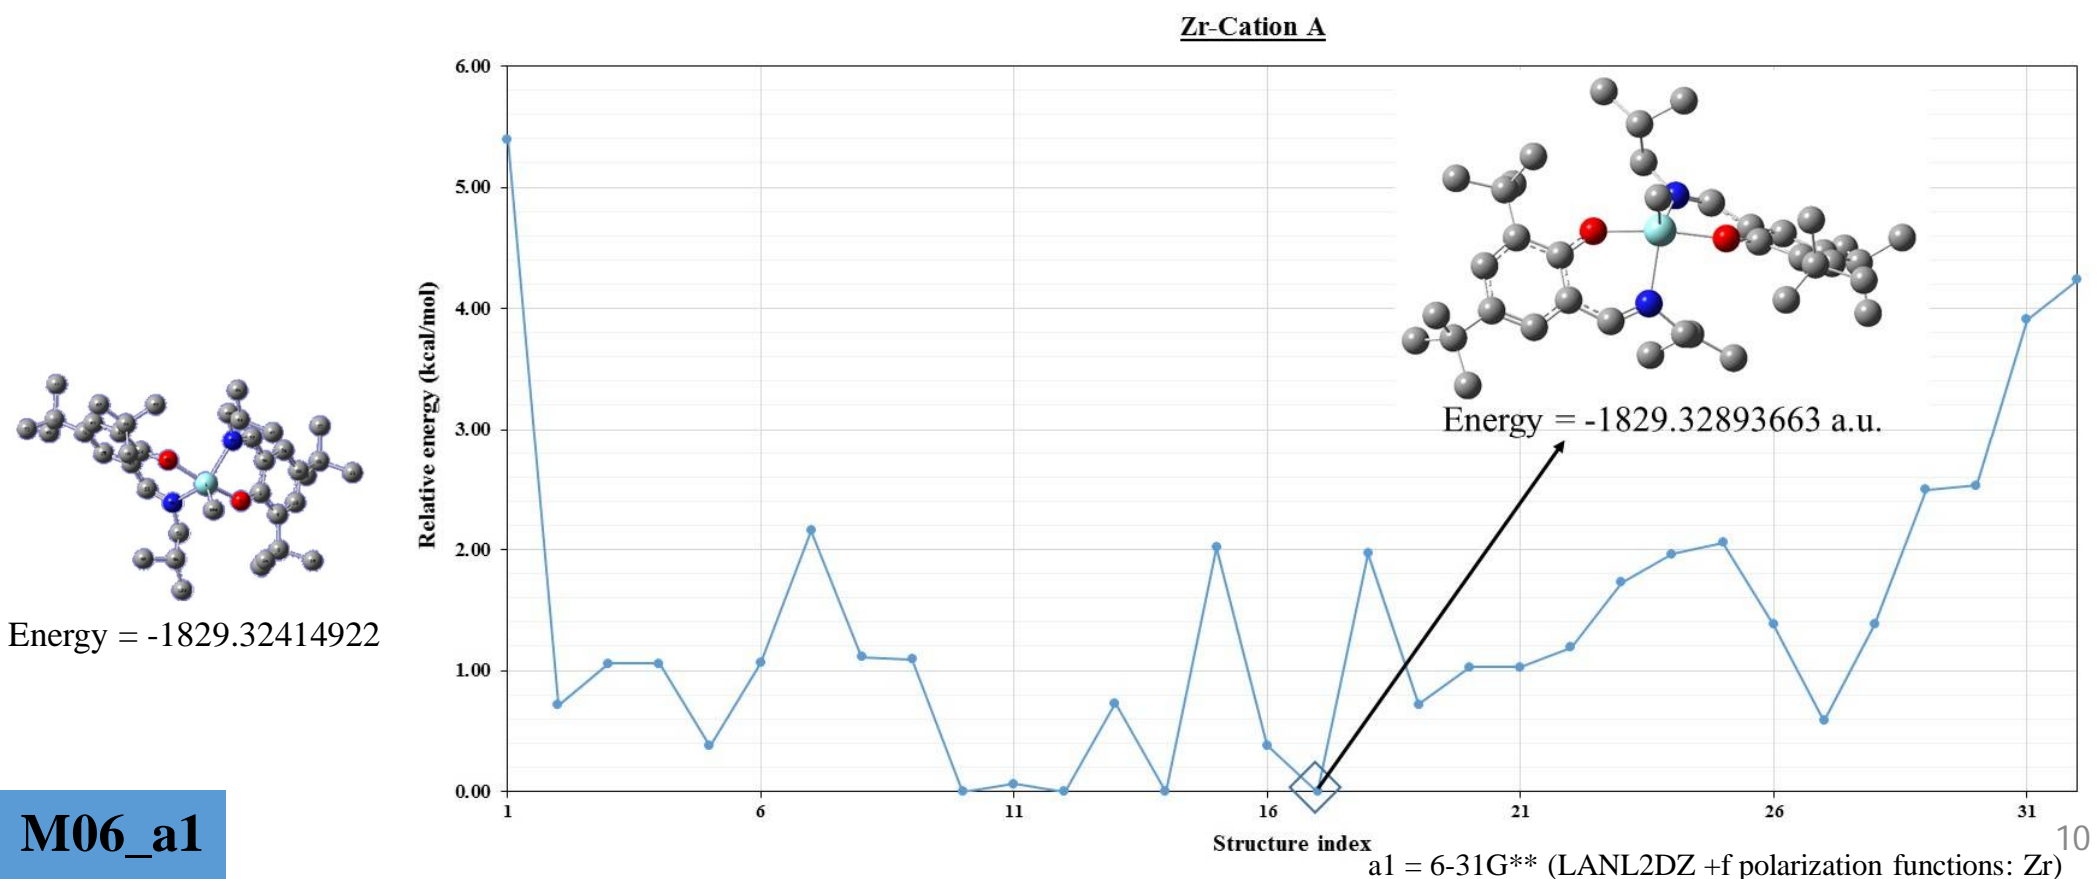 Zr-Cation A
6.00
5.00
4.00
3.00
2.00
1.00
0.00
Relative energy (kcal/mol)
1 6 11 16 21 26 31
Structure index
Energy = -1829.32893663 a.u.
Energy = -1829.32414922
M06_a1
a1 = 6-31G** (LANL2DZ +f polarization functions: Zr)
10